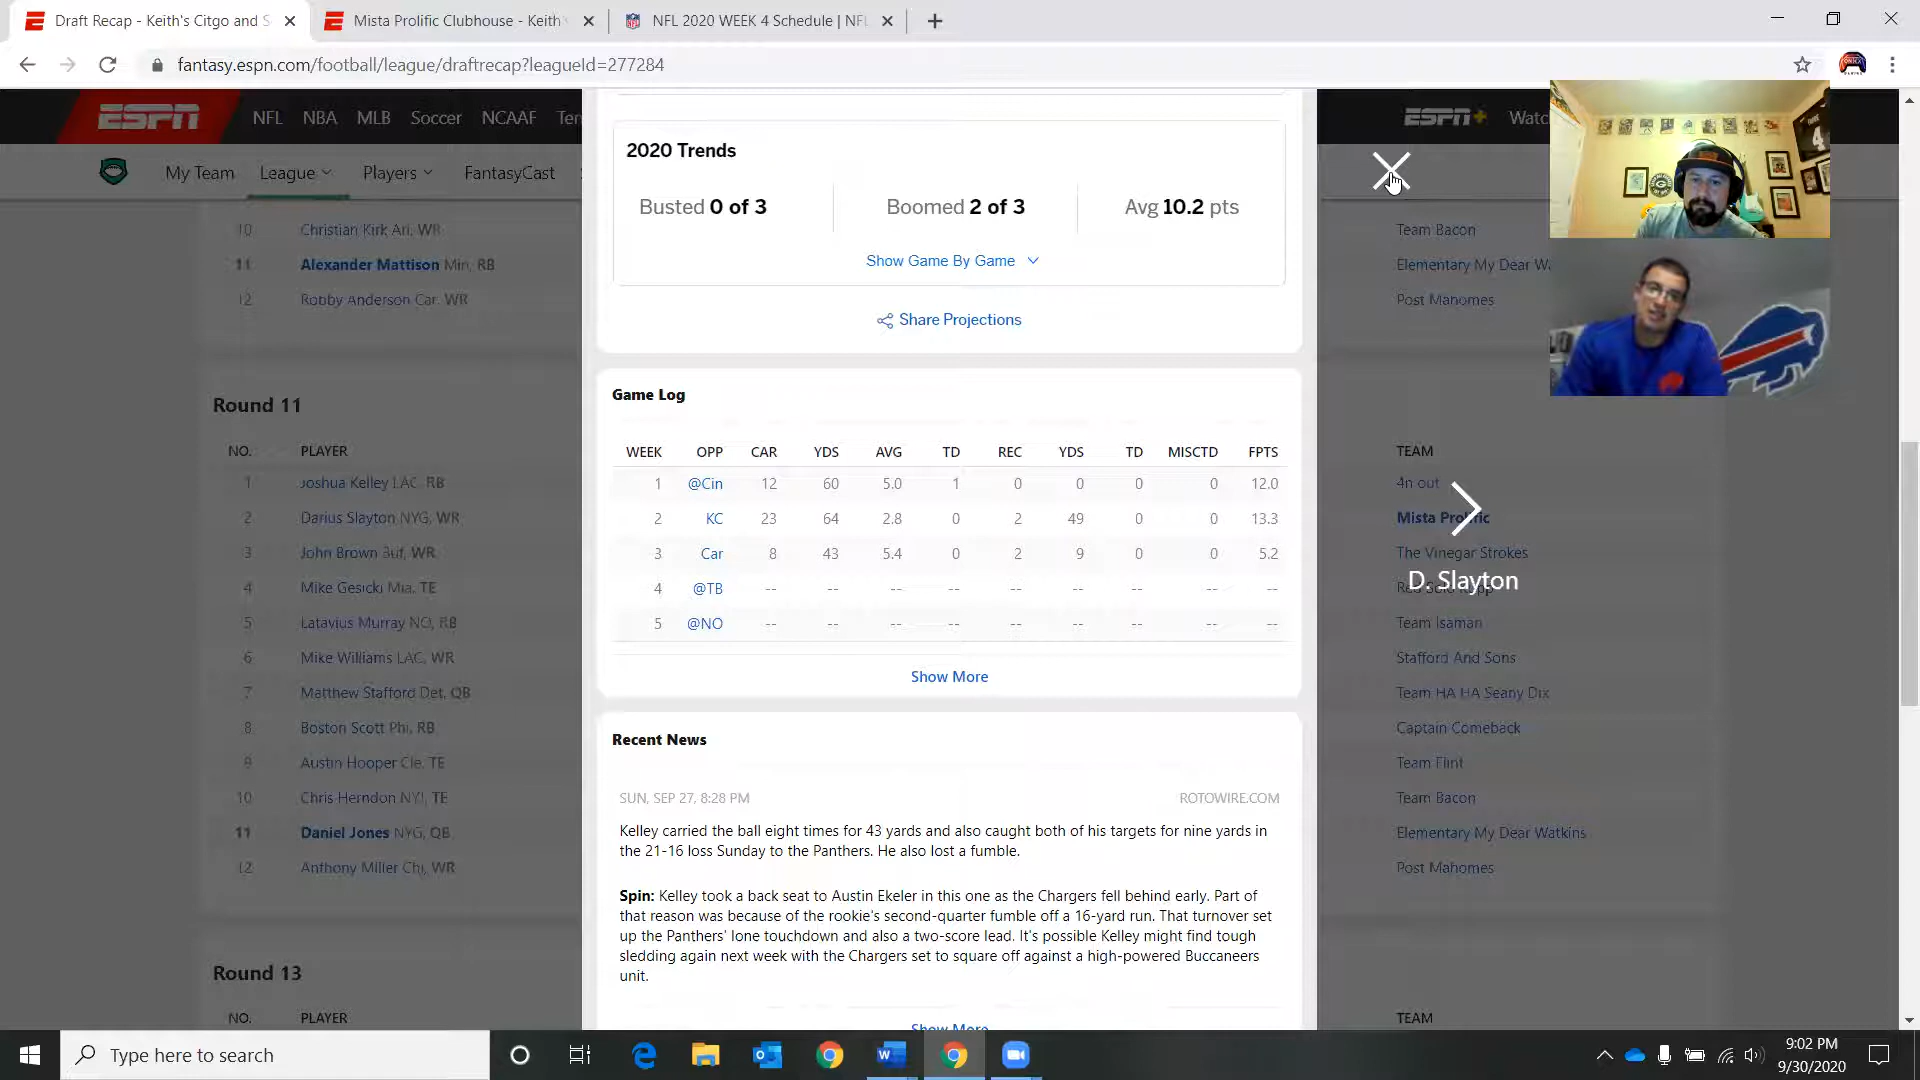 Draft Recap - Keith's Citgo and S
Mista Prolific Clubhouse - Keith'
NFL 2020 WEEK 4 Schedule | NFL
fantasy.espn.com/football/league/draftrecap?leagueId=277284
ESPN NFL NBA MLB Soccer NCAAF Ten
ESPN+ Watc
My Team League Players FantasyCast
2020 Trends
Busted 0 of 3 Boomed 2 of 3 Avg 10.2 pts
Show Game By Game
Share Projections
10 Christian Kirk Ari, WR Team Bacon
11 Alexander Mattison Min, RB Elementary My Dear Wa
12 Robby Anderson Car, WR Post Mahomes
Game Log
WEEK OPP CAR YDS AVG TD REC YDS TD MISCTD FPTS
1 @Cin 12 60 5.0 1 0 0 0 0 12.0
2 KC 23 64 2.8 0 2 49 0 0 13.3
3 Car 8 43 5.4 0 2 9 0 0 5.2
4 @TB -- -- -- -- -- -- -- -- --
5 @NO -- -- -- -- -- -- -- -- --
Show More
Round 11
NO. PLAYER TEAM
1 Joshua Kelley LAC, RB 4n out
2 Darius Slayton NYG, WR Mista Prolific
3 John Brown Buf, WR The Vinegar Strokes
4 Mike Gesicki Mia, TE
5 Latavius Murray NO, RB Team Isaman
6 Mike Williams LAC, WR Stafford And Sons
7 Matthew Stafford Det, QB Team HA HA Seany Dix
8 Boston Scott Phi, RB Captain Comeback
9 Austin Hooper Cle, TE Team Flint
10 Chris Herndon NYJ, TE Team Bacon
11 Daniel Jones NYG, QB Elementary My Dear Watkins
12 Anthony Miller Chi, WR Post Mahomes
D. Slayton
Recent News
SUN, SEP 27, 8:28 PM ROTOWIRE.COM
Kelley carried the ball eight times for 43 yards and also caught both of his targets for nine yards in
the 21-16 loss Sunday to the Panthers. He also lost a fumble.
Spin: Kelley took a back seat to Austin Ekeler in this one as the Chargers fell behind early. Part of
that reason was because of the rookie's second-quarter fumble off a 16-yard run. That turnover set
up the Panthers' lone touchdown and also a two-score lead. It's possible Kelley might find tough
sledding again next week with the Chargers set to square off against a high-powered Buccaneers
unit.
Show More
Round 13
NO. PLAYER TEAM
Type here to search
9:02 PM
9/30/2020